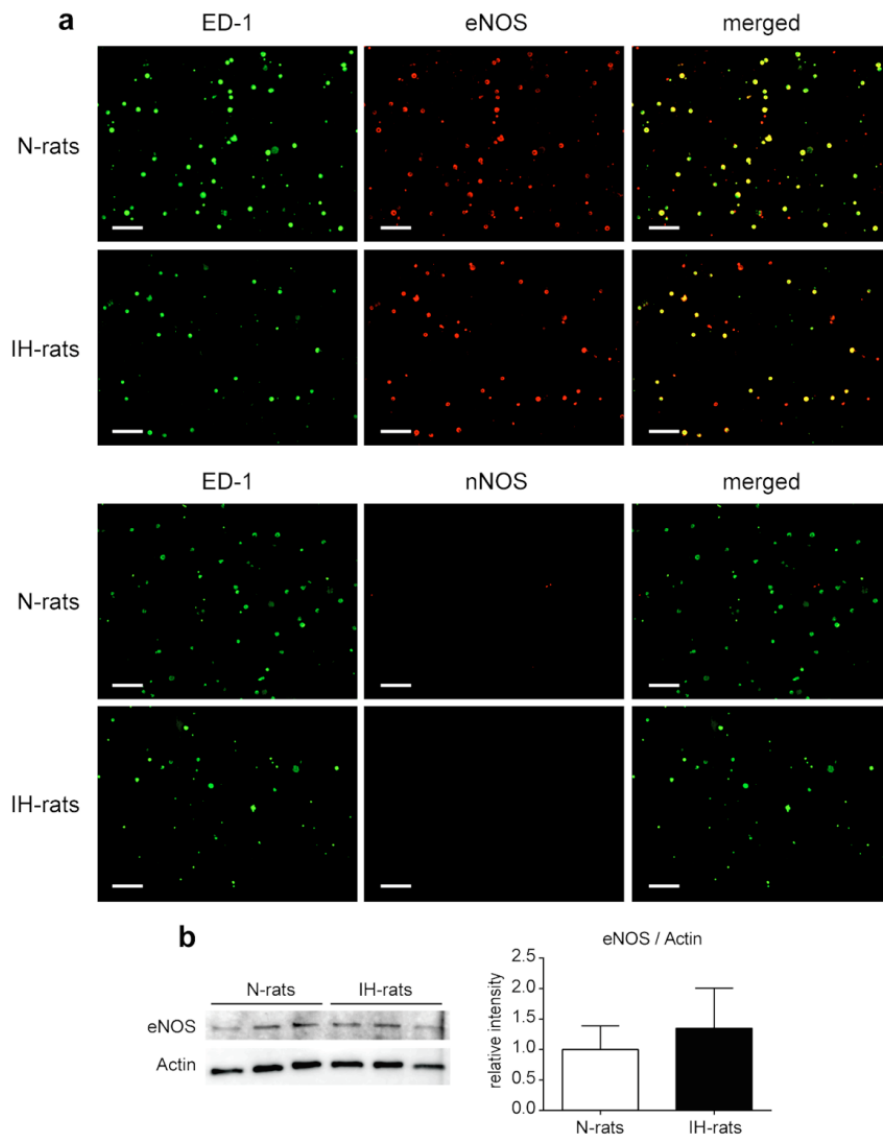 a
ED-1 eNOS merged
N-rats
IH-rats
ED-1 nNOS merged
N-rats
IH-rats
b
eNOS / Actin
N-rats IH-rats
eNOS
Actin
relative intensity
2.5
2.0
1.5
1.0
0.5
0.0
N-rats IH-rats